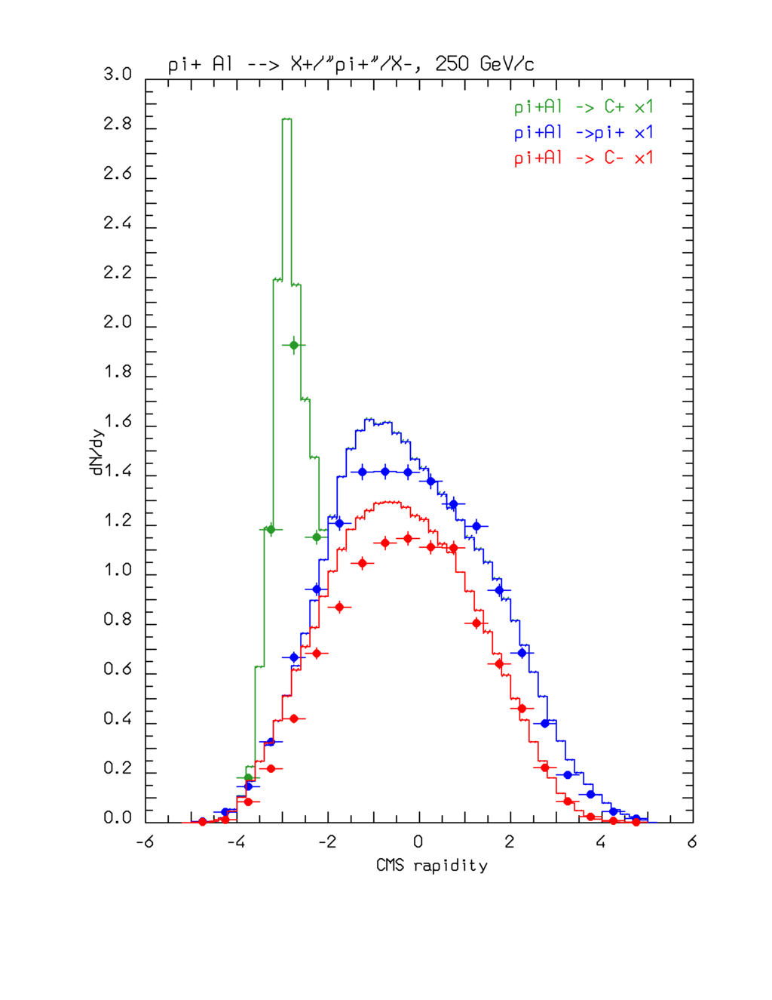 pi+ Al --> X+/"pi+"/X-, 250 GeV/c
3.0
pi+Al -> C+ x1
2.8
pi+Al ->pi+ x1
pi+Al -> C- x1
2.6
2.4
2.2
2.0
1.8
1.6
dN/dy
1.4
1.2
1.0
0.8
0.6
0.4
0.2
0.0
-6 -4 -2 0 2 4 6
CMS rapidity